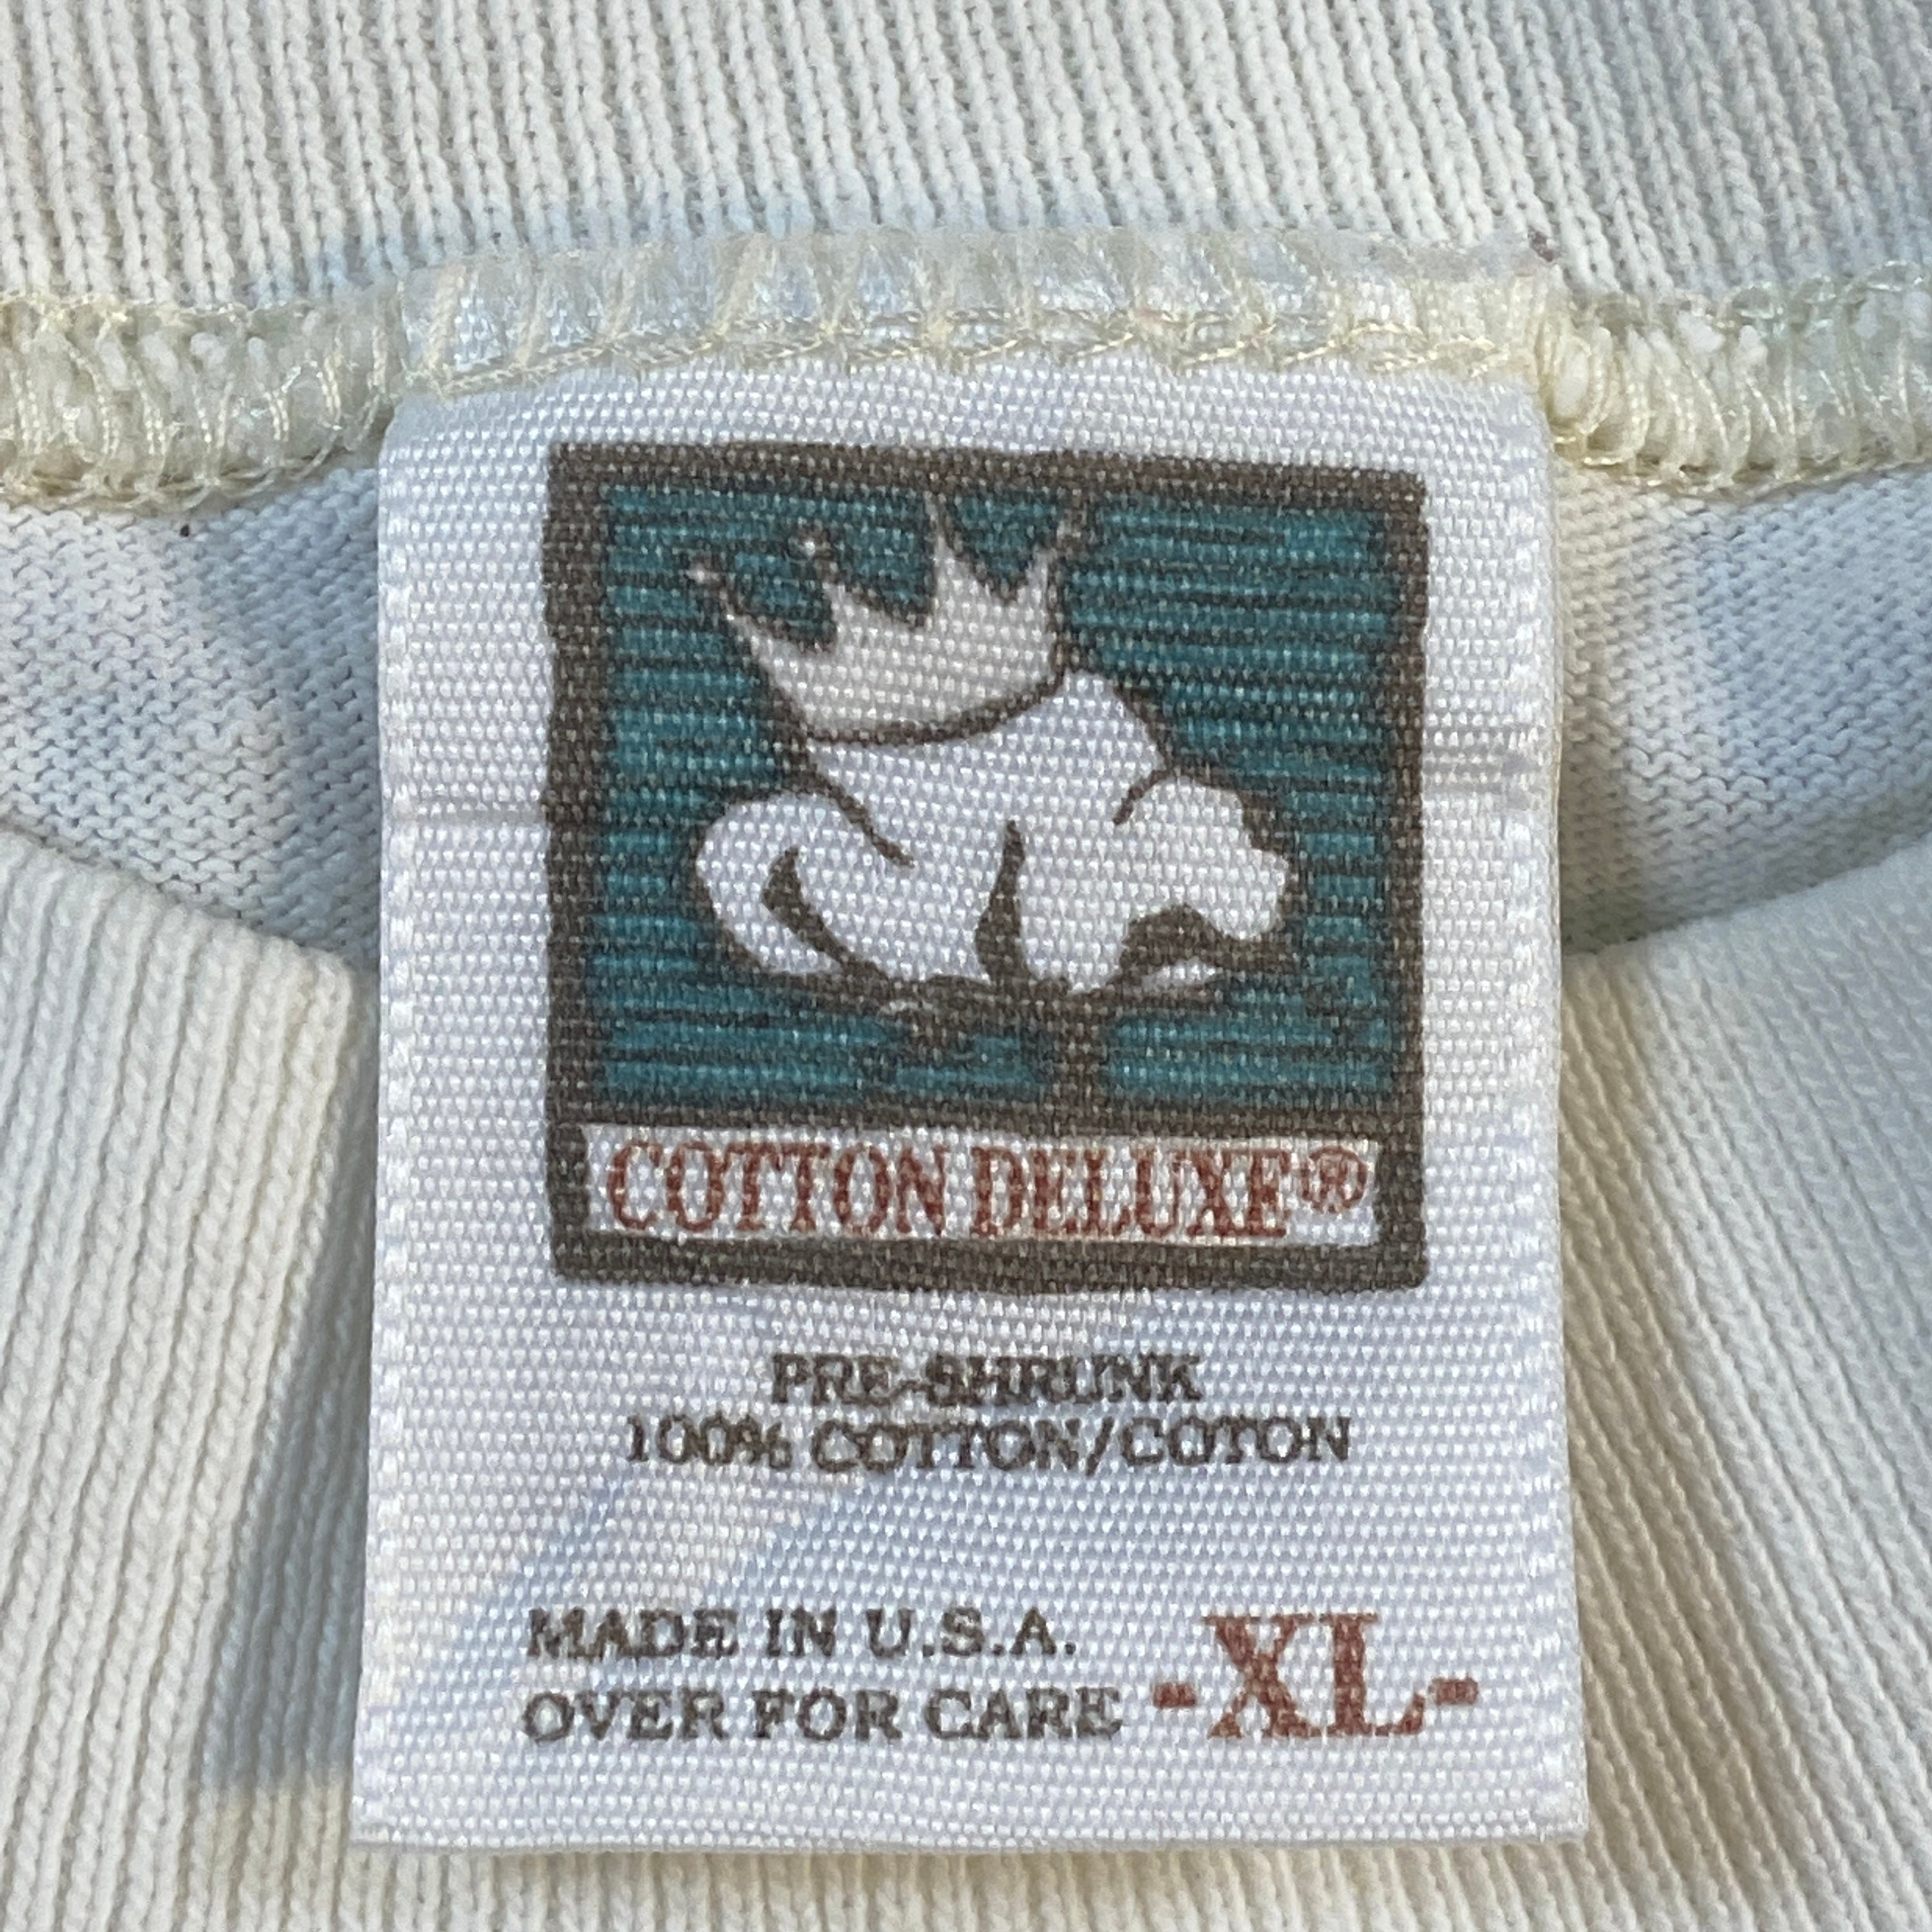 COTTON DELUXE®
PRE-SHRUNK
100% COTTON/COTON
MADE IN U.S.A.
OVER FOR CARE -XL-